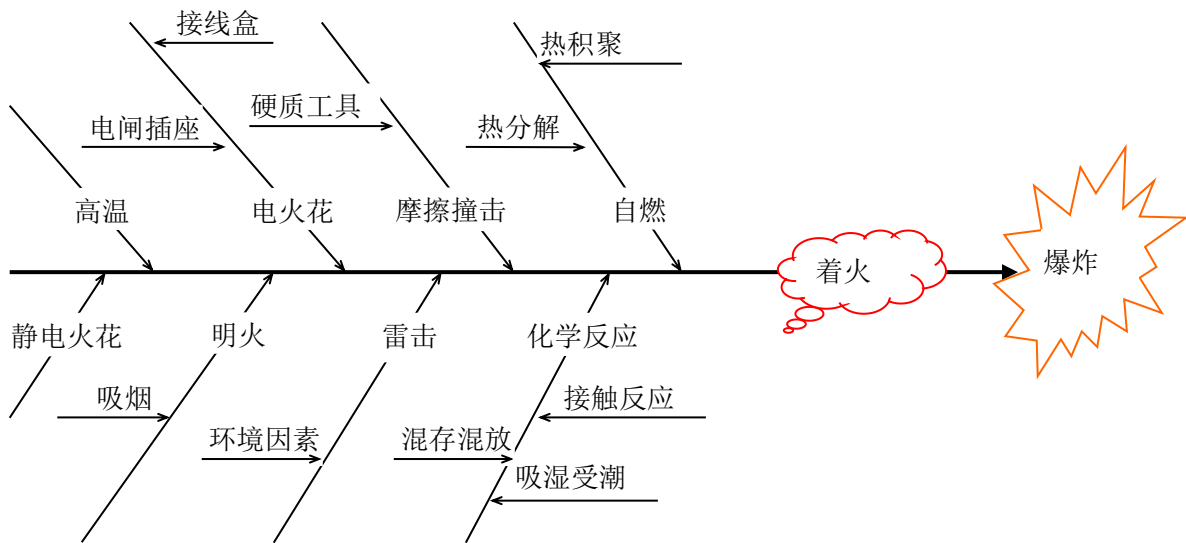 接线盒
热积聚
硬质工具
电闸插座
热分解
高温
电火花
摩擦撞击
自燃
着火
爆炸
静电火花
明火
雷击
化学反应
吸烟
接触反应
环境因素
混存混放
吸湿受潮